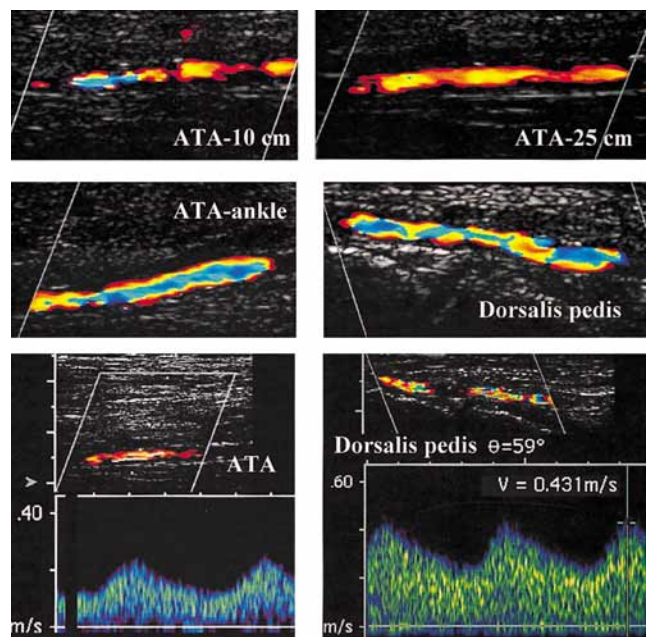 ATA-10 cm
ATA-25 cm
ATA-ankle
Dorsalis pedis
ATA
.40
m/s
Dorsalis pedis θ=59°
.60
V = 0.431m/s
m/s